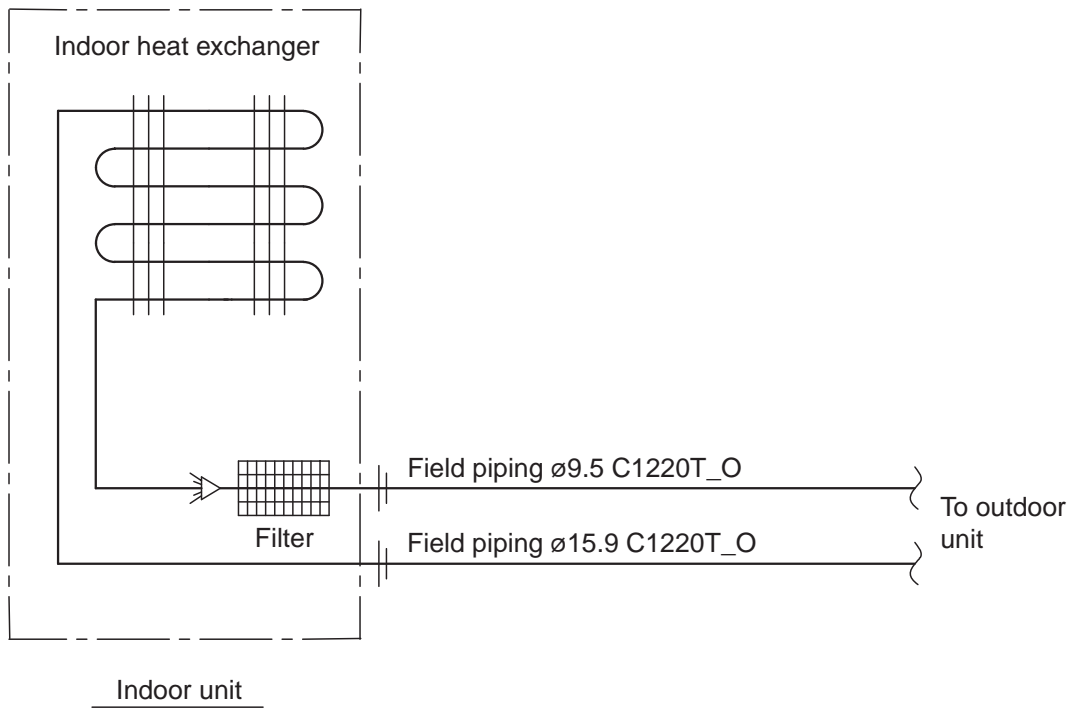 Indoor heat exchanger
Field piping ø9.5 C1220T_O
Filter
To outdoor
unit
Field piping ø15.9 C1220T_O
Indoor unit